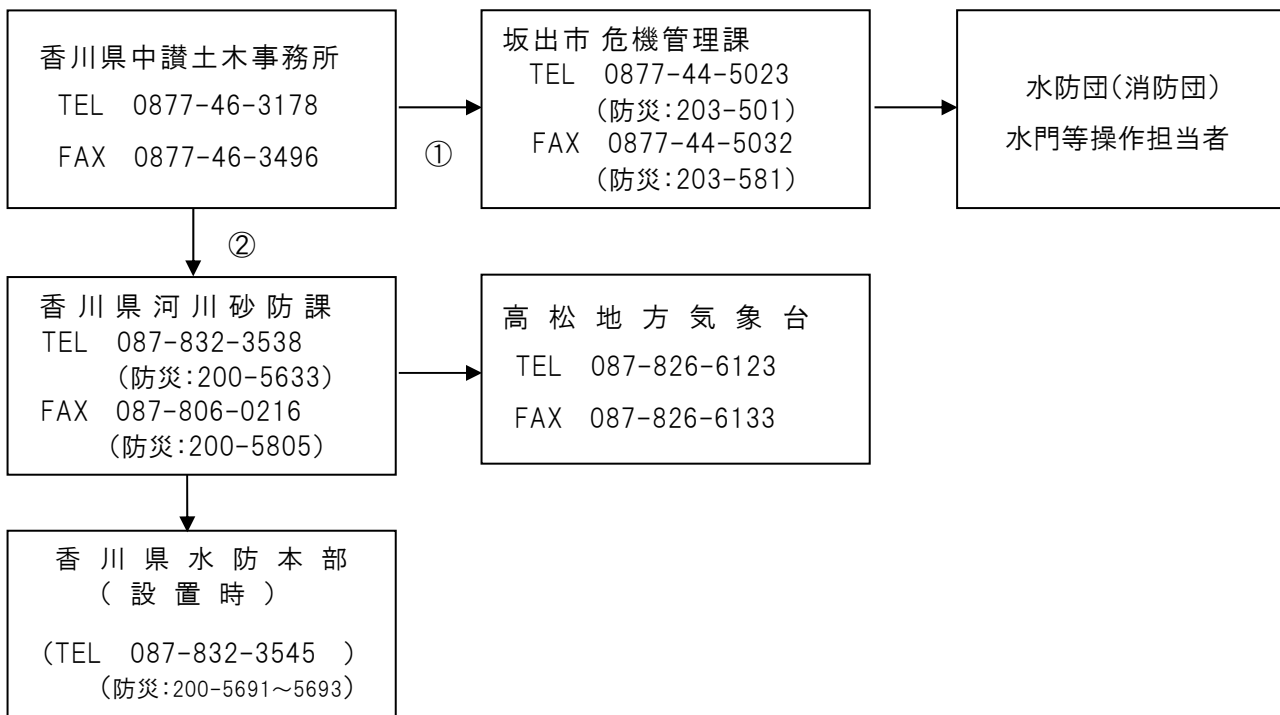 香川県中讃土木事務所
TEL 0877-46-3178
FAX 0877-46-3496
①
坂出市 危機管理課
TEL 0877-44-5023
(防災:203-501)
FAX 0877-44-5032
(防災:203-581)
水防団(消防団)
水門等操作担当者
②
香川県河川砂防課
TEL 087-832-3538
(防災:200-5633)
FAX 087-806-0216
(防災:200-5805)
高松地方気象台
TEL 087-826-6123
FAX 087-826-6133
香川県水防本部
(設置時)
(TEL 087-832-3545 )
(防災:200-5691～5693)